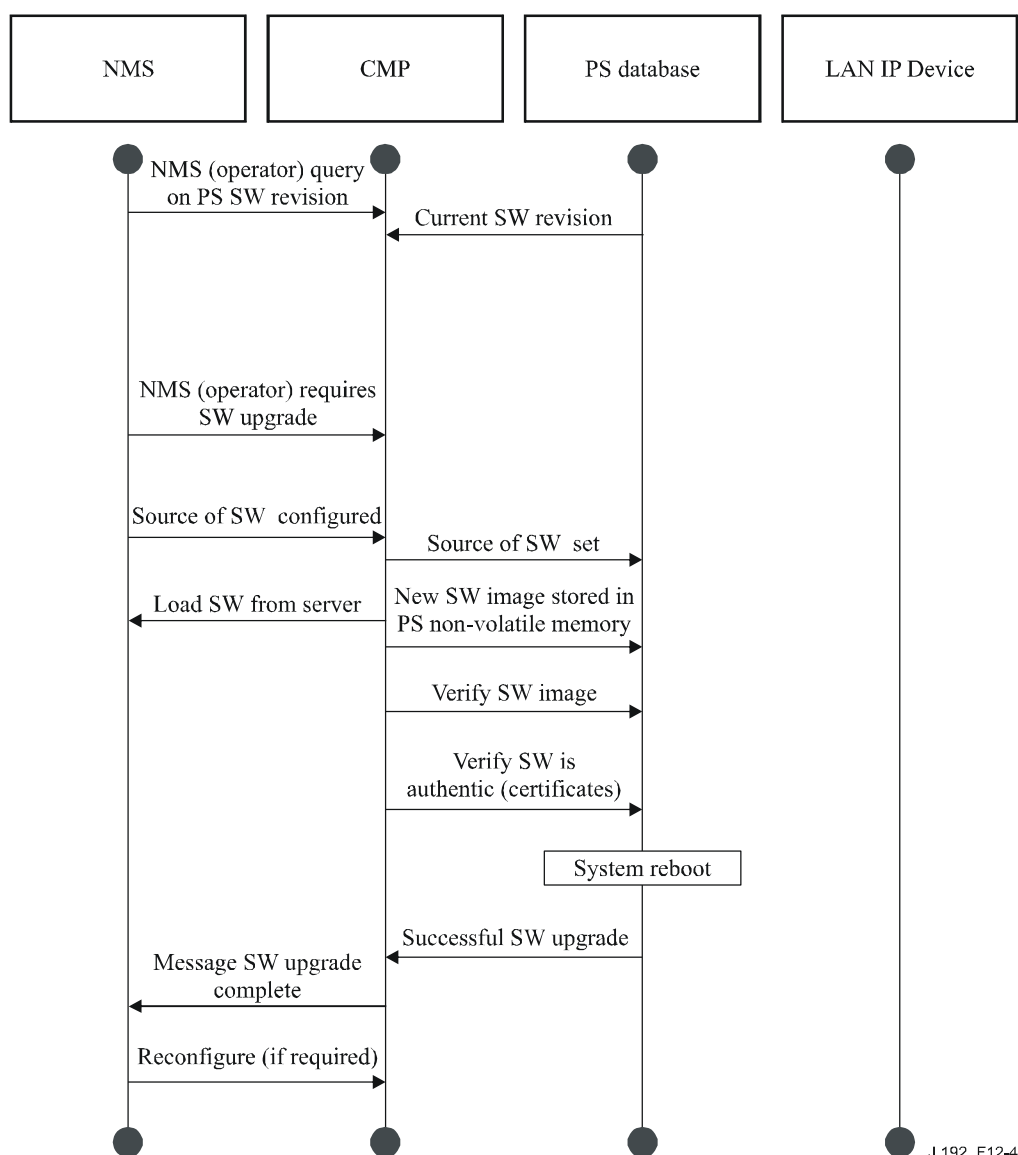 NMS
CMP
PS database
LAN IP Device
NMS (operator) query
on PS SW revision
Current SW revision
NMS (operator) requires
SW upgrade
Source of SW configured
Source of SW set
Load SW from server
New SW image stored in
PS non-volatile memory
Verify SW image
Verify SW is
authentic (certificates)
System reboot
Successful SW upgrade
Message SW upgrade
complete
Reconfigure (if required)
J.192_F12-4